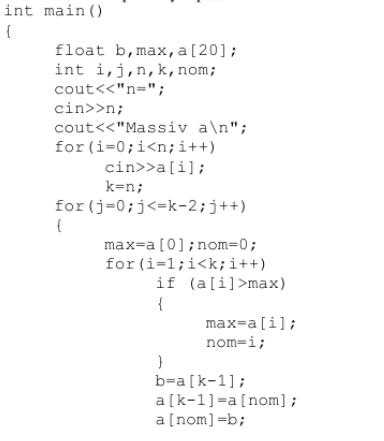 int main()
{
float b,max,a[20];
int i,j,n,k,nom;
cout<<"n=";
cin>>n;
cout<<"Massiv a\n";
for(i=0;i<n;i++)
cin>>a[i];
k=n;
for(j=0;j<=k-2;j++)
{
max=a[0];nom=0;
for(i=1;i<k;i++)
if (a[i]>max)
{
max=a[i];
nom=i;
}
b=a[k-1];
a[k-1]=a[nom];
a[nom]=b;